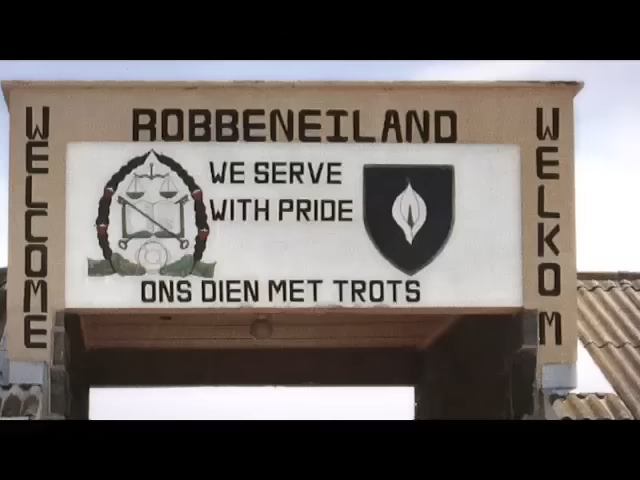 ROBBENEILAND
WELCOME
WE SERVE
WITH PRIDE
ONS DIEN MET TROTS
WELKOM